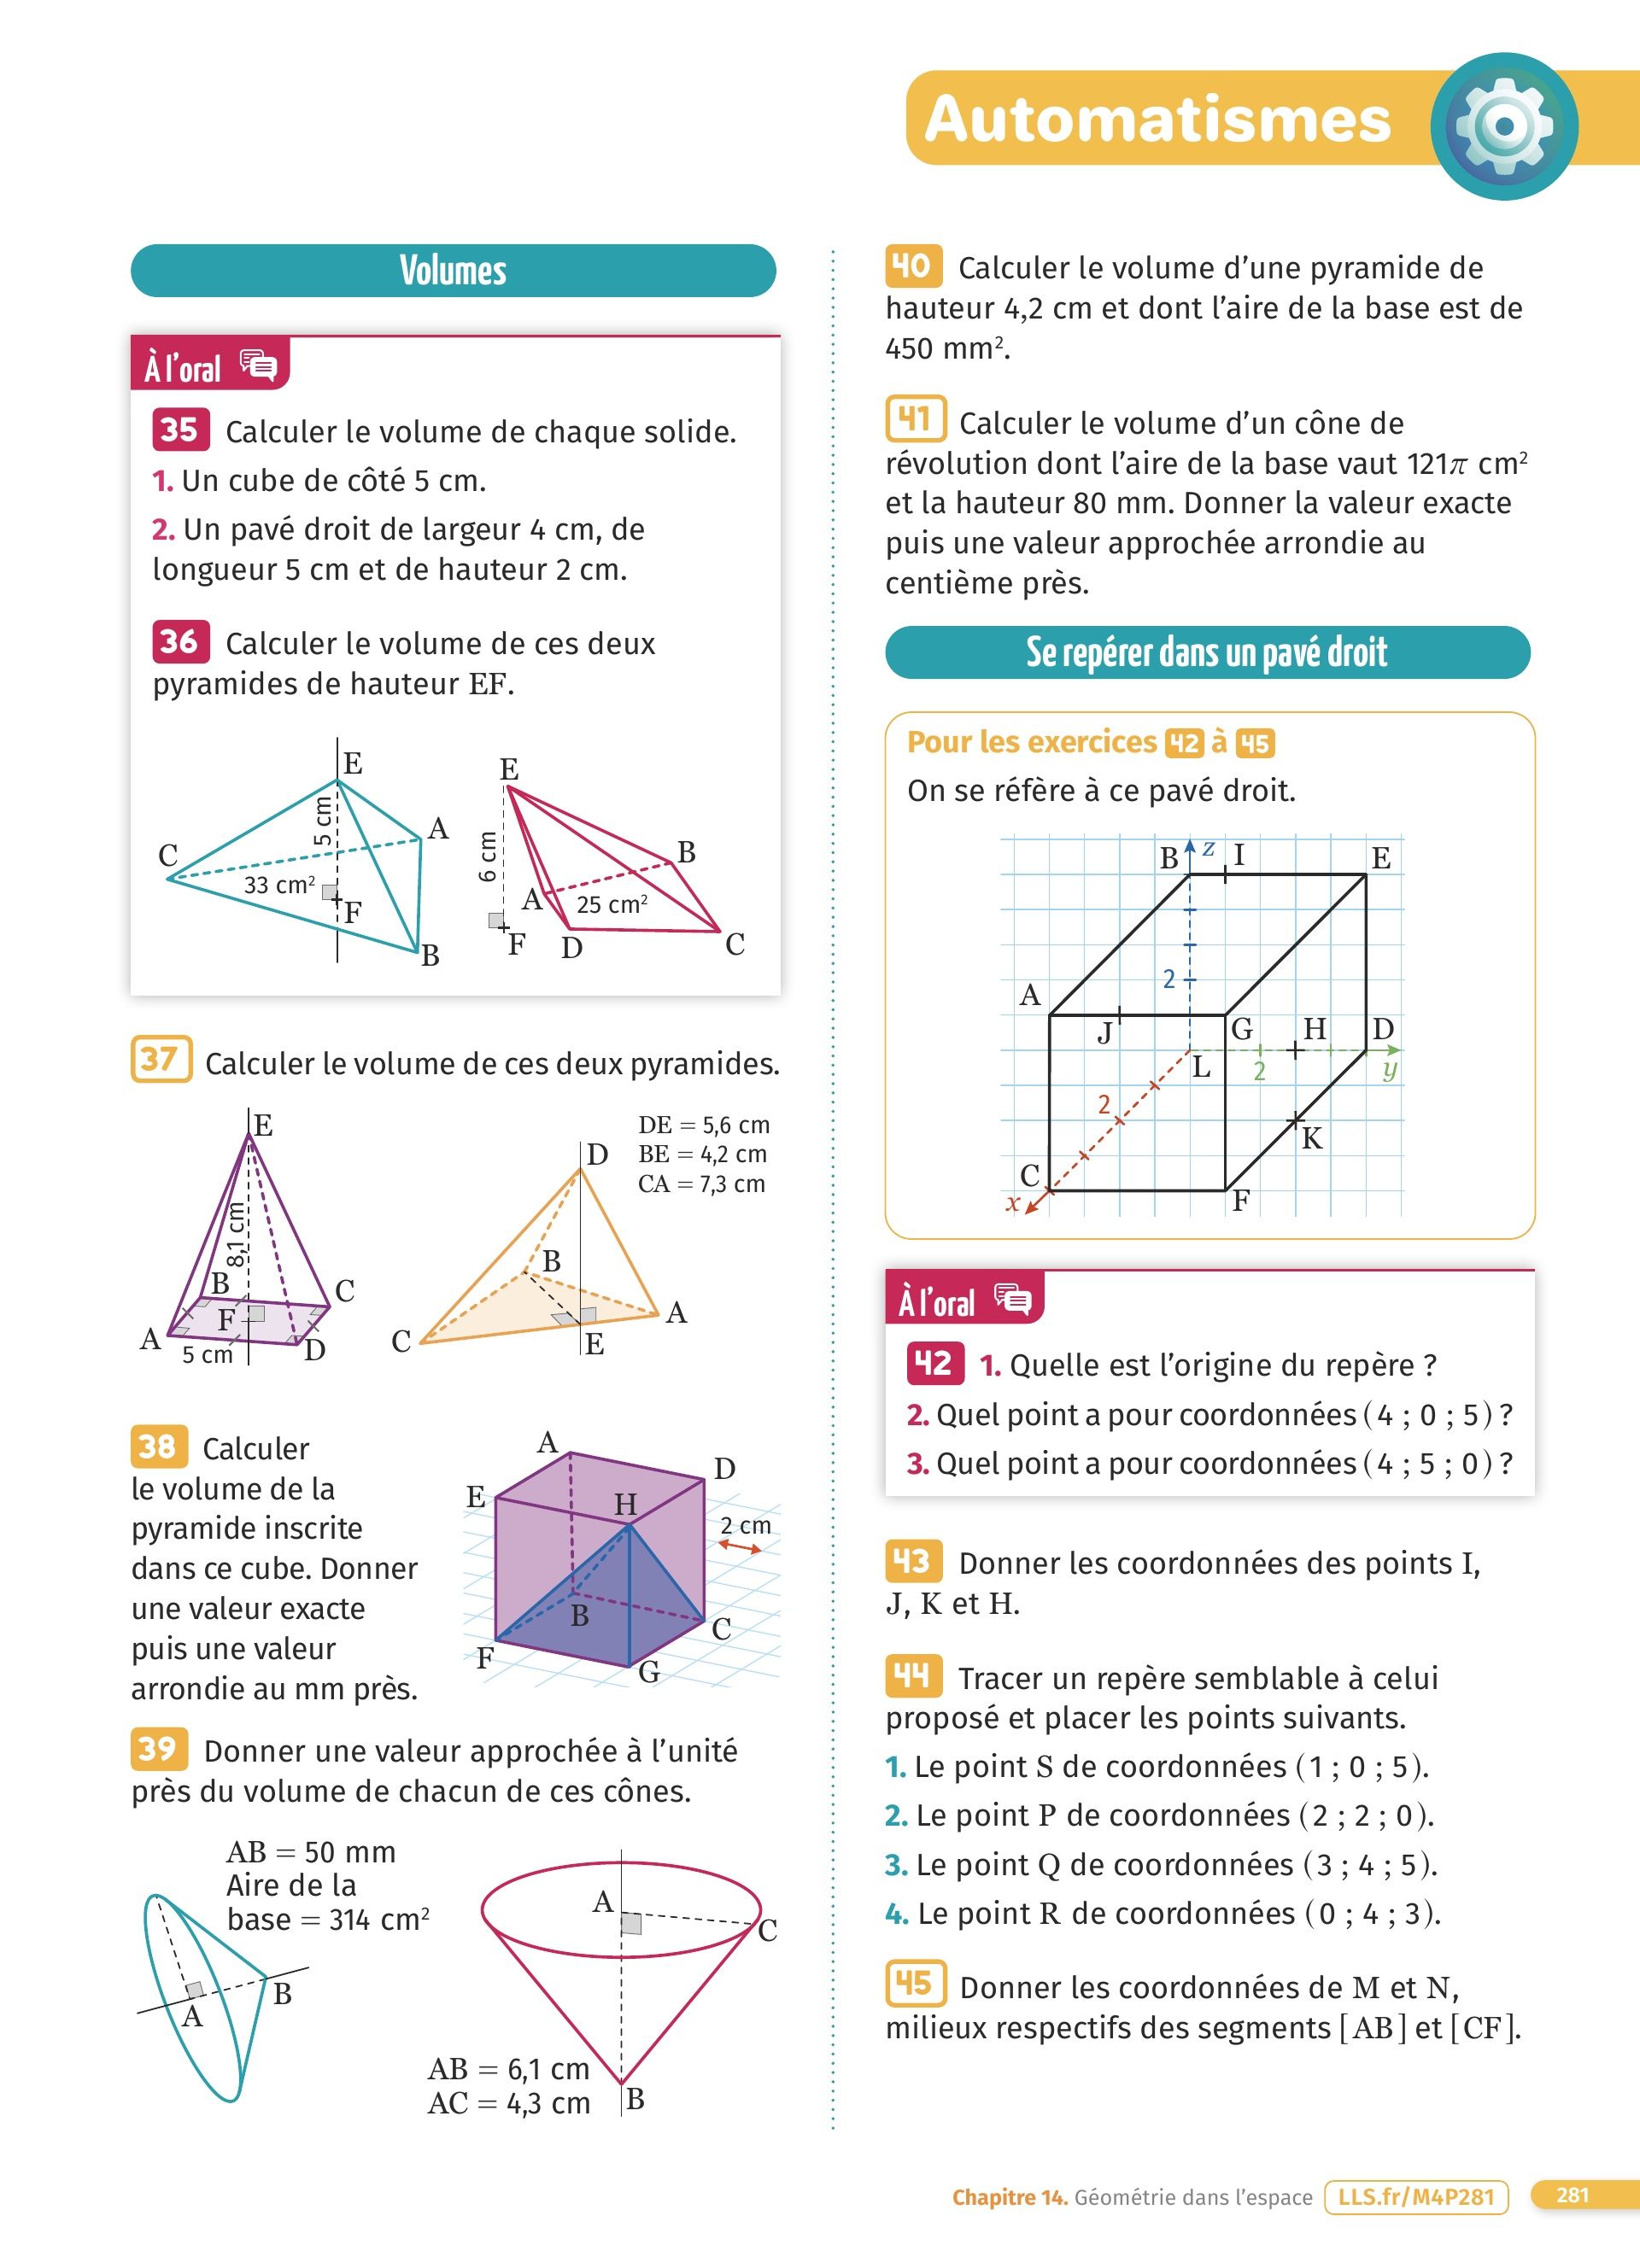 Automatismes
Volumes
À l'oral
35 Calculer le volume de chaque solide.
1. Un cube de côté 5 cm.
2. Un pavé droit de largeur 4 cm, de
longueur 5 cm et de hauteur 2 cm.
36 Calculer le volume de ces deux
pyramides de hauteur EF.
E
5 cm
A
C
33 cm²
F
B
E
6 cm
B
A
25 cm²
F
D
C
37 Calculer le volume de ces deux pyramides.
E
8,1 cm
B
C
F
A
5 cm
D
DE = 5,6 cm
BE = 4,2 cm
CA = 7,3 cm
D
B
A
C
E
38 Calculer
le volume de la
pyramide inscrite
dans ce cube. Donner
une valeur exacte
puis une valeur
arrondie au mm près.
A
D
E
H
2 cm
B
C
F
G
39 Donner une valeur approchée à l'unité
près du volume de chacun de ces cônes.
AB = 50 mm
Aire de la
base = 314 cm²
B
A
A
C
AB = 6,1 cm
AC = 4,3 cm
B
40 Calculer le volume d'une pyramide de
hauteur 4,2 cm et dont l'aire de la base est de
450 mm².
41 Calculer le volume d'un cône de
révolution dont l'aire de la base vaut 121π cm²
et la hauteur 80 mm. Donner la valeur exacte
puis une valeur approchée arrondie au
centième près.
Se repérer dans un pavé droit
Pour les exercices 42 à 45
On se réfère à ce pavé droit.
B z I E
2
A
J G H D
L 2 y
2
K
C
x F
À l'oral
42 1. Quelle est l'origine du repère ?
2. Quel point a pour coordonnées (4 ; 0 ; 5) ?
3. Quel point a pour coordonnées (4 ; 5 ; 0) ?
43 Donner les coordonnées des points I,
J, K et H.
44 Tracer un repère semblable à celui
proposé et placer les points suivants.
1. Le point S de coordonnées (1 ; 0 ; 5).
2. Le point P de coordonnées (2 ; 2 ; 0).
3. Le point Q de coordonnées (3 ; 4 ; 5).
4. Le point R de coordonnées (0 ; 4 ; 3).
45 Donner les coordonnées de M et N,
milieux respectifs des segments [AB] et [CF].
Chapitre 14. Géométrie dans l'espace LLS.fr/M4P281 281